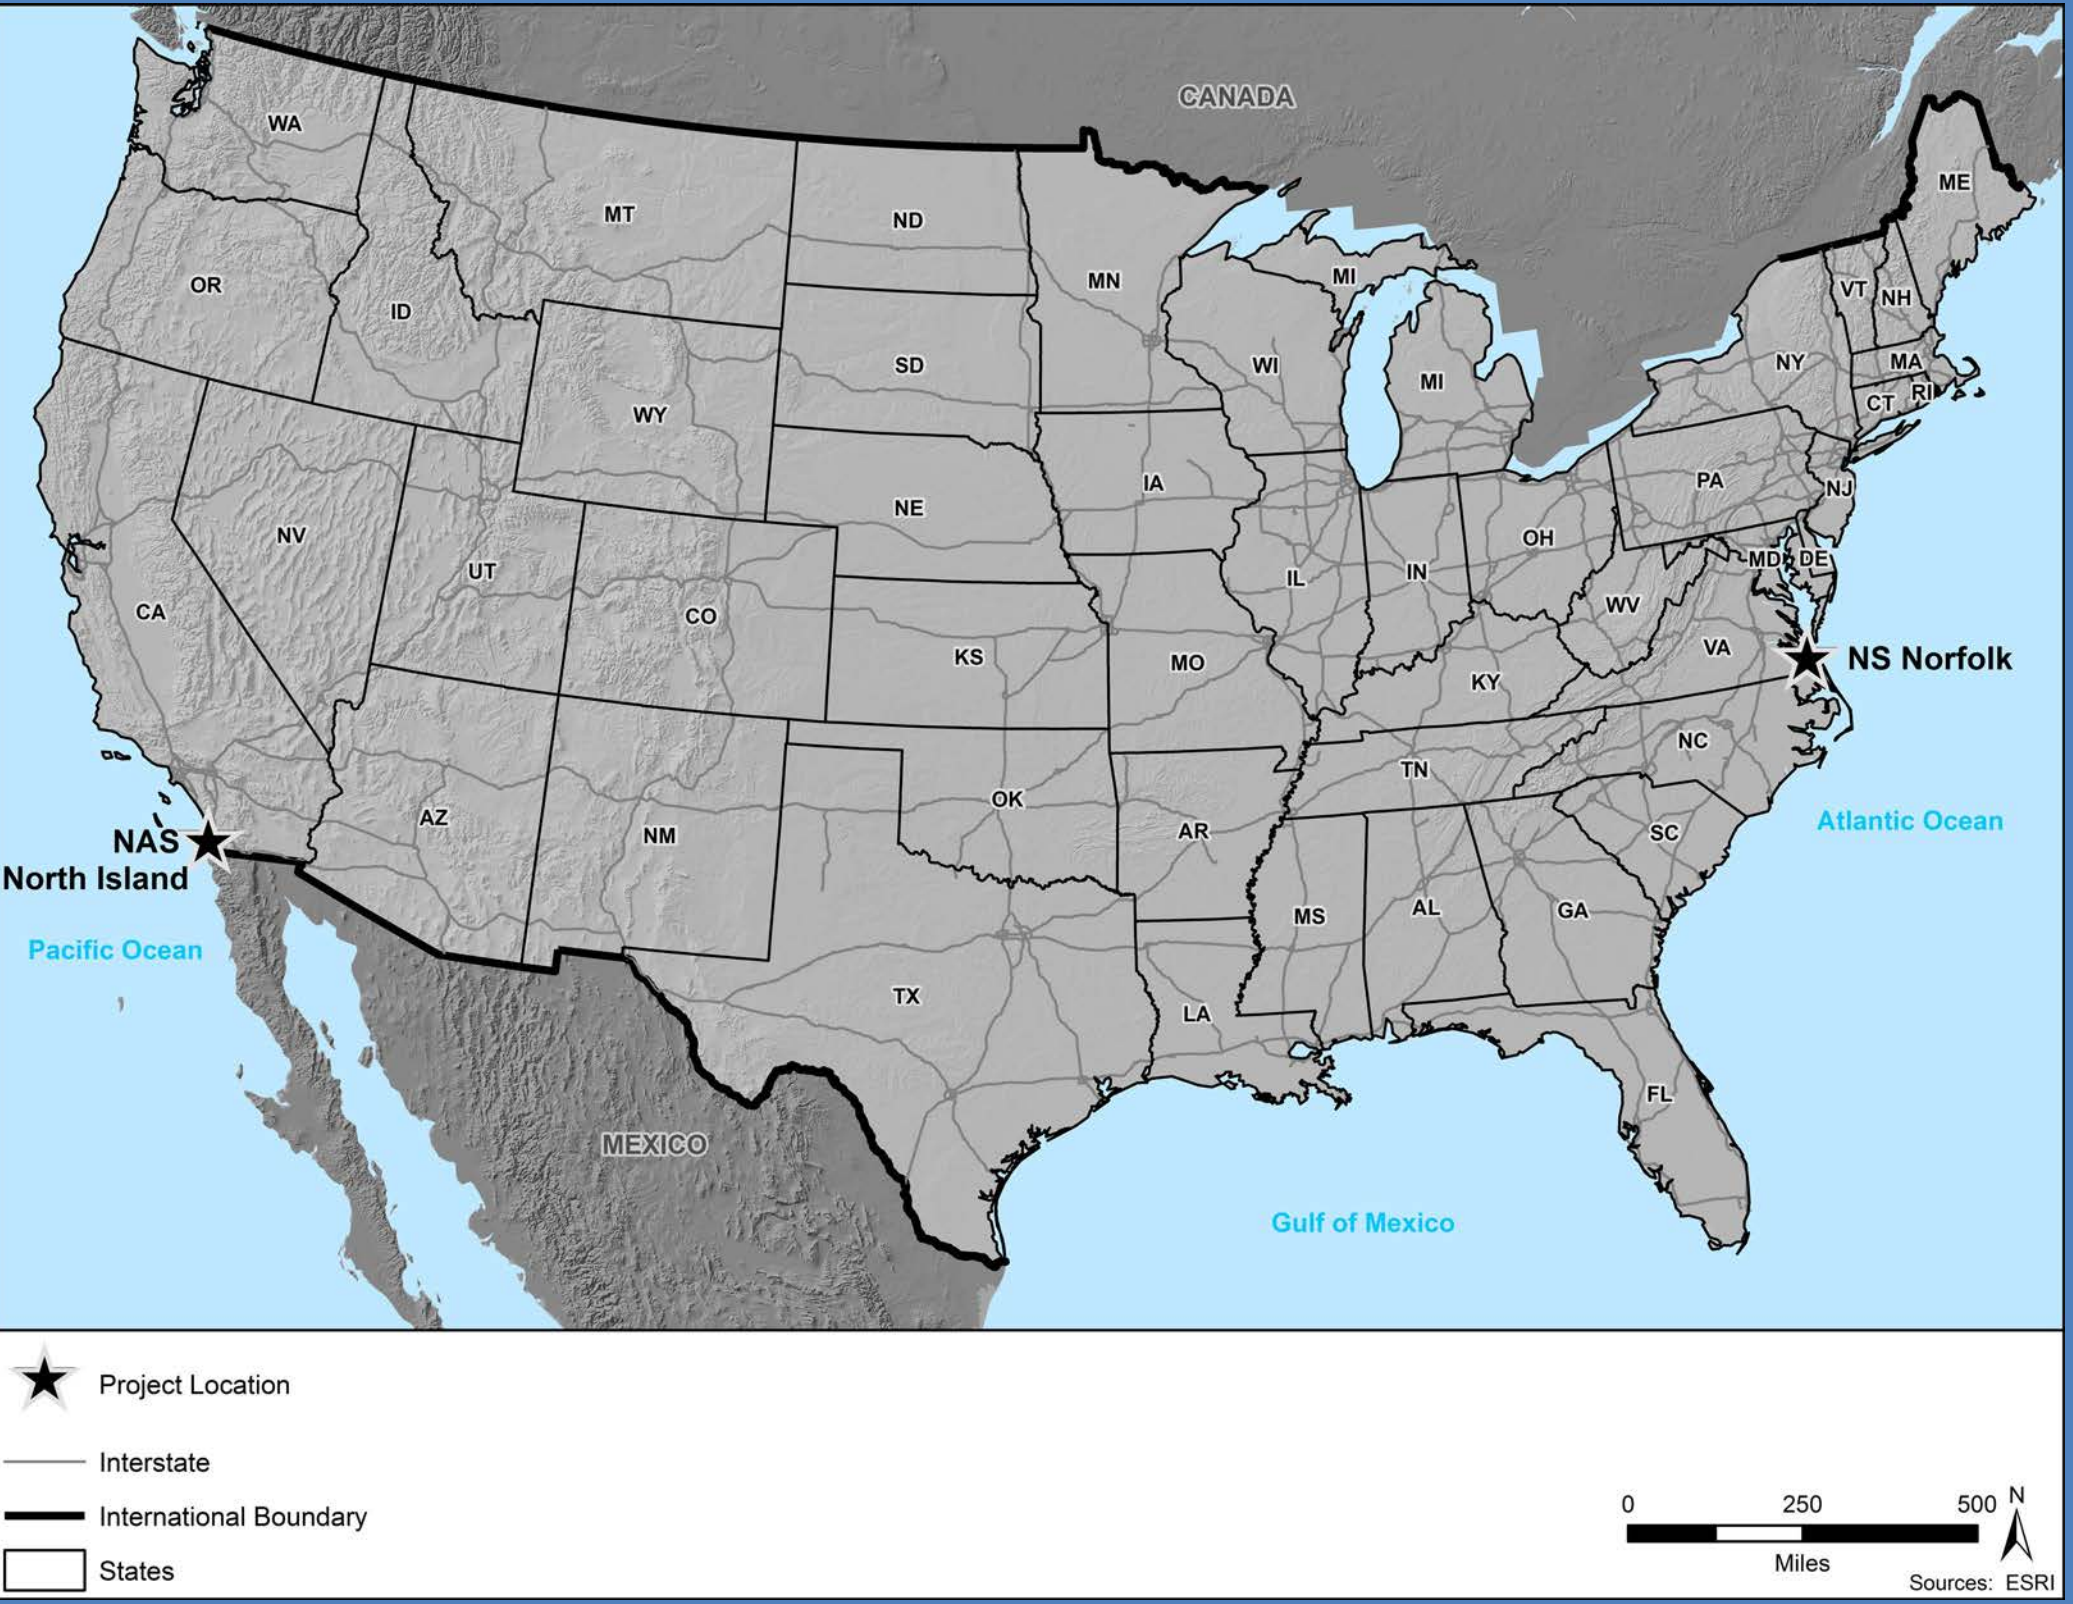 CANADA
WA
MT
ND
MN
ME
OR
ID
MI
VT
NH
SD
WI
MI
NY
MA
WY
CT
RI
IA
PA
NJ
NE
NV
UT
IL
IN
OH
MD
DE
CA
CO
WV
KS
MO
VA
NS Norfolk
KY
NC
TN
AZ
NM
OK
AR
SC
Atlantic Ocean
NAS
North Island
MS
AL
GA
Pacific Ocean
TX
LA
FL
MEXICO
Gulf of Mexico
Project Location
Interstate
International Boundary
States
0 250 500
N
Miles
Sources: ESRI